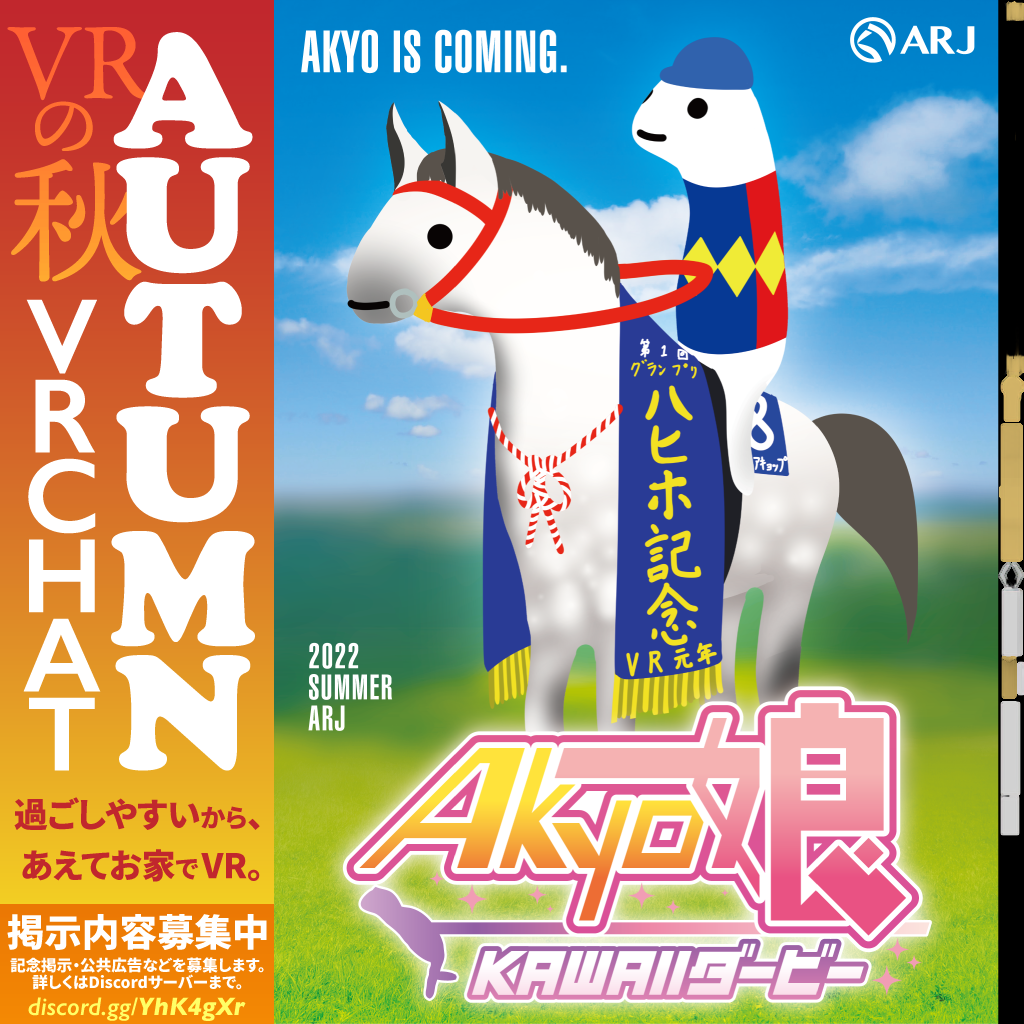 VRの秋
AUTUMN
VRCHAT
過ごしやすいから、
あえてお家でVR。
掲示内容募集中
記念掲示・公共広告などを募集します。
詳しくはDiscordサーバーまで。
discord.gg/YhK4gXr
AKYO IS COMING.
ARJ
第1回
グランプリ
ハヒホ記念
VR元年
8
アキョップ
2022
SUMMER
ARJ
Akyo娘
KAWAIIダービー